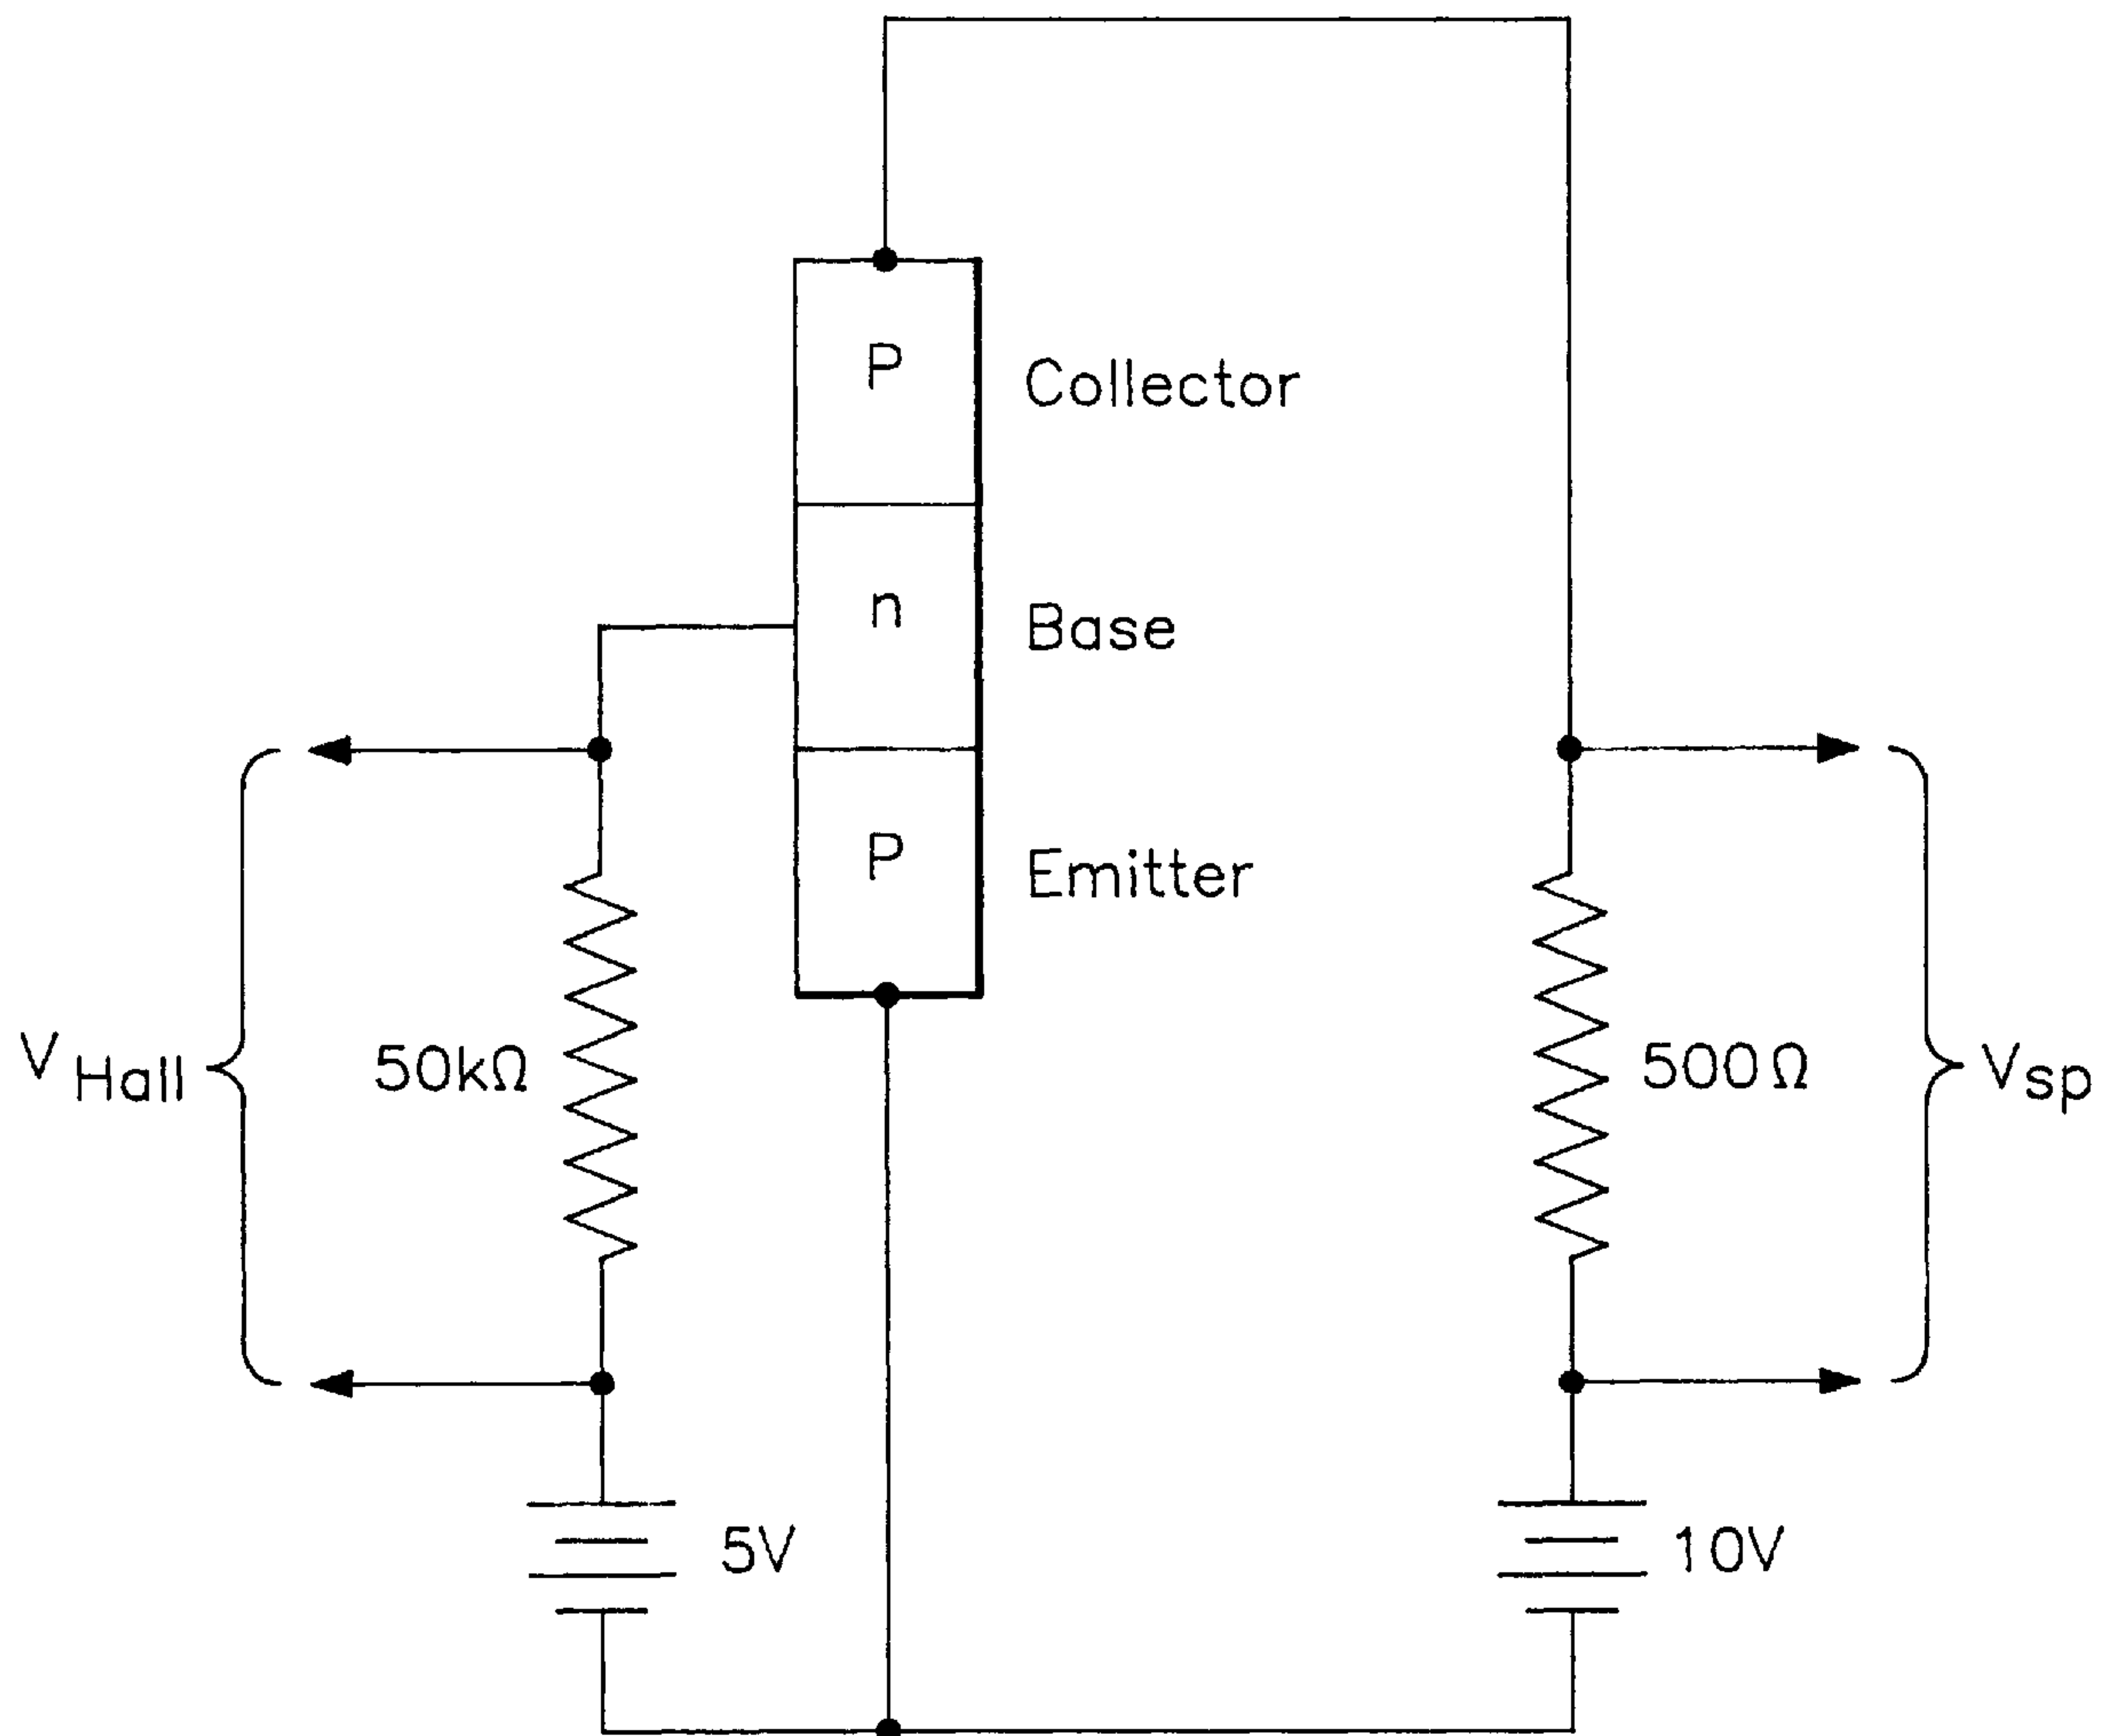 P
Collector
n
Base
P
Emitter
V Hall
50kΩ
500Ω
Vsp
5V
10V